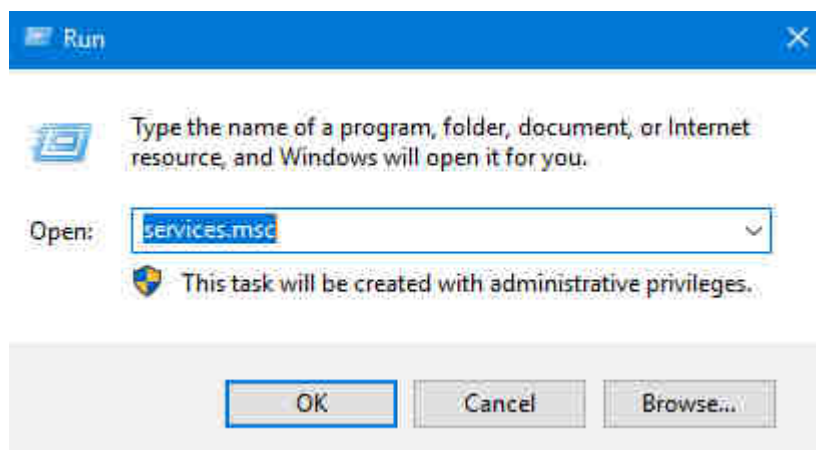 Run
Type the name of a program, folder, document, or Internet
resource, and Windows will open it for you.
Open: services.msc
This task will be created with administrative privileges.
OK Cancel Browse...